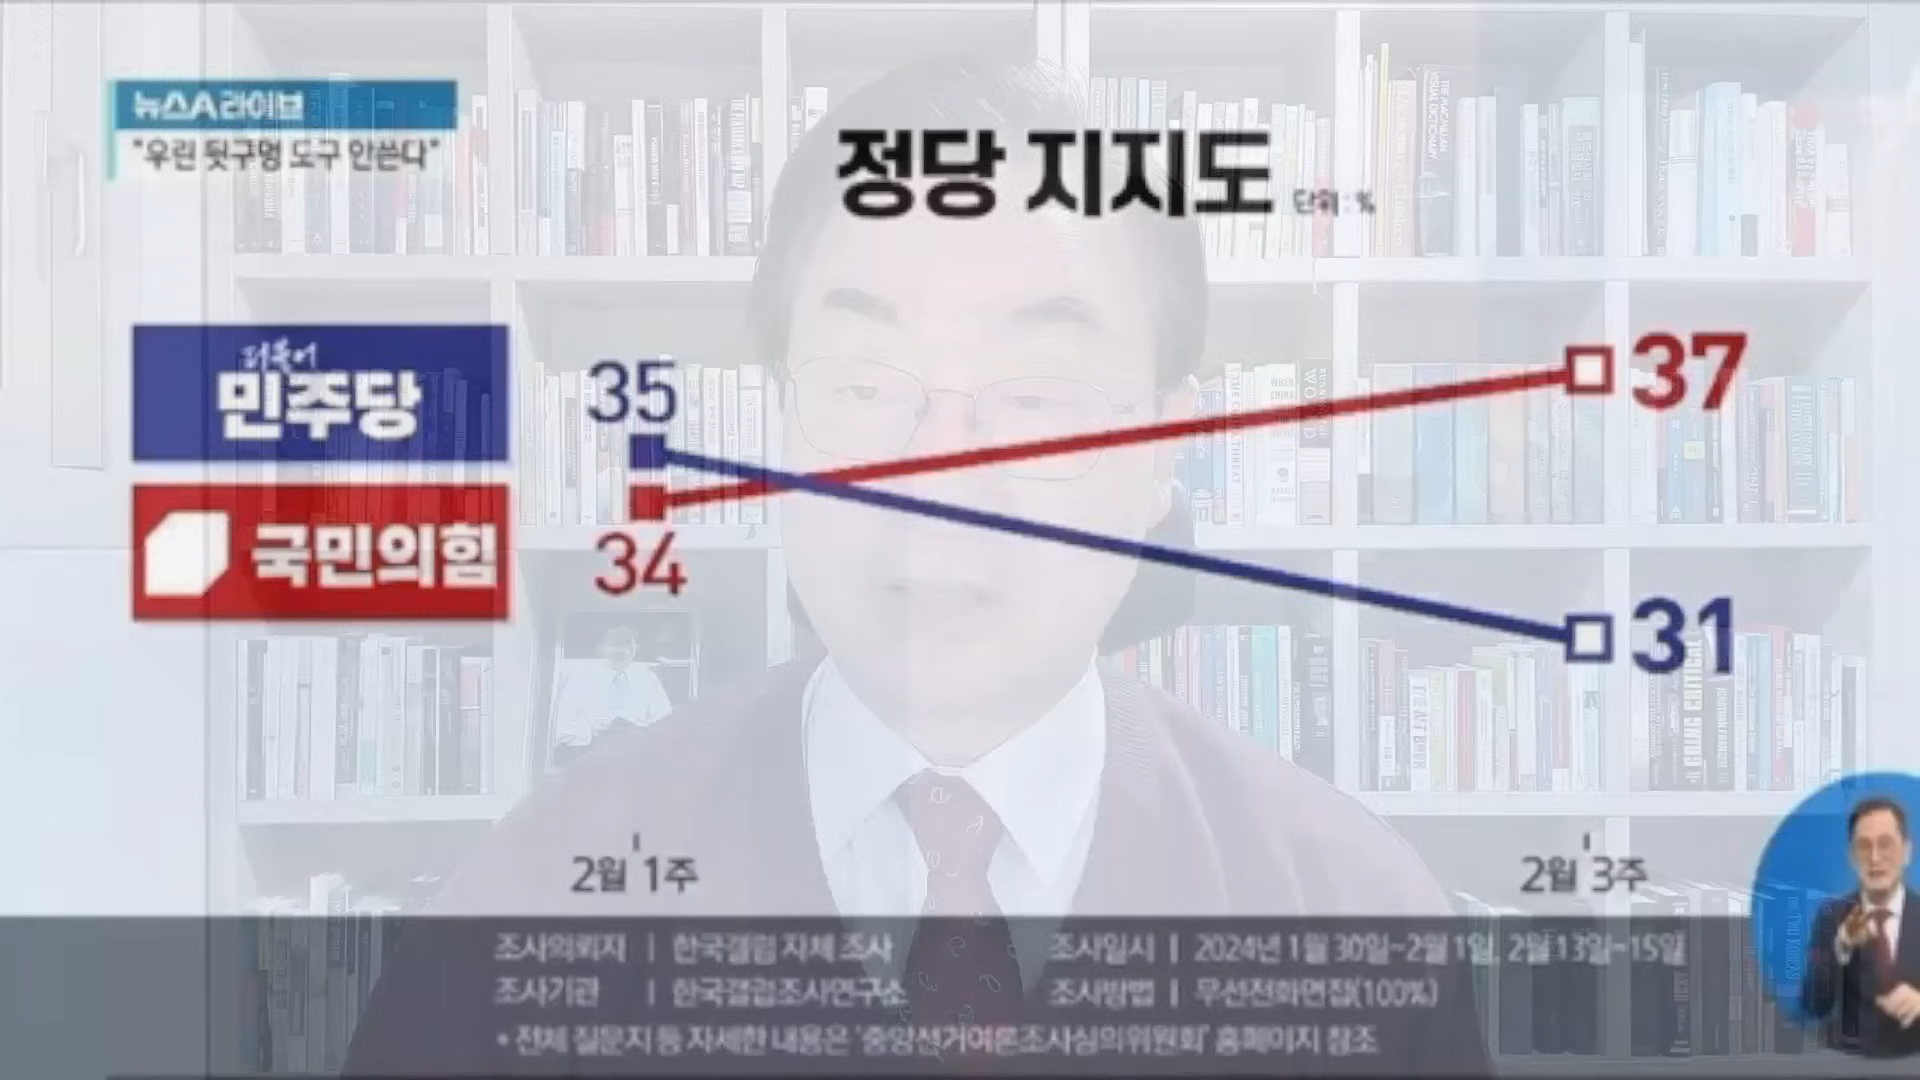 뉴스A 라이브
"우린 뒷구멍 도구 안쓴다"
정당 지지도 단위 : %
더불어
민주당
국민의힘
35
34
37
31
2월 1주
2월 3주
조사의뢰자 | 한국갤럽 자체 조사
조사일시 | 2024년 1월 30일~2월 1일, 2월 13일~15일
조사기관 | 한국갤럽조사연구소
조사방법 | 무선전화면접(100%)
* 전체 질문지 등 자세한 내용은 '중앙선거여론조사심의위원회' 홈페이지 참조